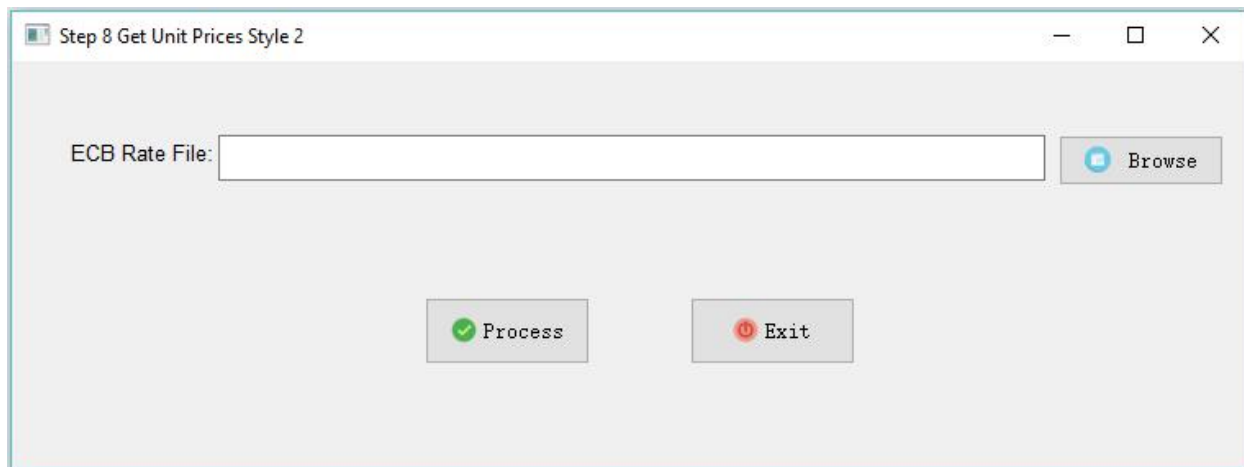 Step 8 Get Unit Prices Style 2
ECB Rate File:
Browse
Process
Exit